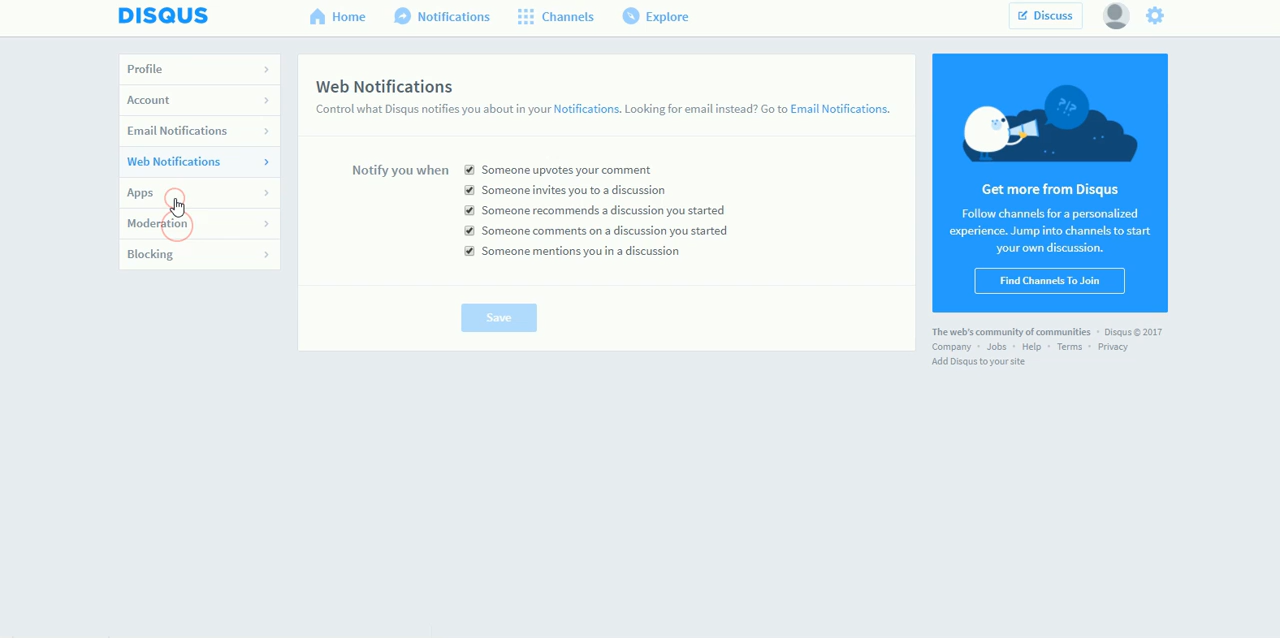 DISQUS
Home
Notifications
Channels
Explore
Discuss
Profile
Account
Email Notifications
Web Notifications
Apps
Moderation
Blocking
Web Notifications
Control what Disqus notifies you about in your Notifications. Looking for email instead? Go to Email Notifications.
Notify you when
Someone upvotes your comment
Someone invites you to a discussion
Someone recommends a discussion you started
Someone comments on a discussion you started
Someone mentions you in a discussion
Save
?/?
Get more from Disqus
Follow channels for a personalized
experience. Jump into channels to start
your own discussion.
Find Channels To Join
The web's community of communities • Disqus © 2017
Company • Jobs • Help • Terms • Privacy
Add Disqus to your site